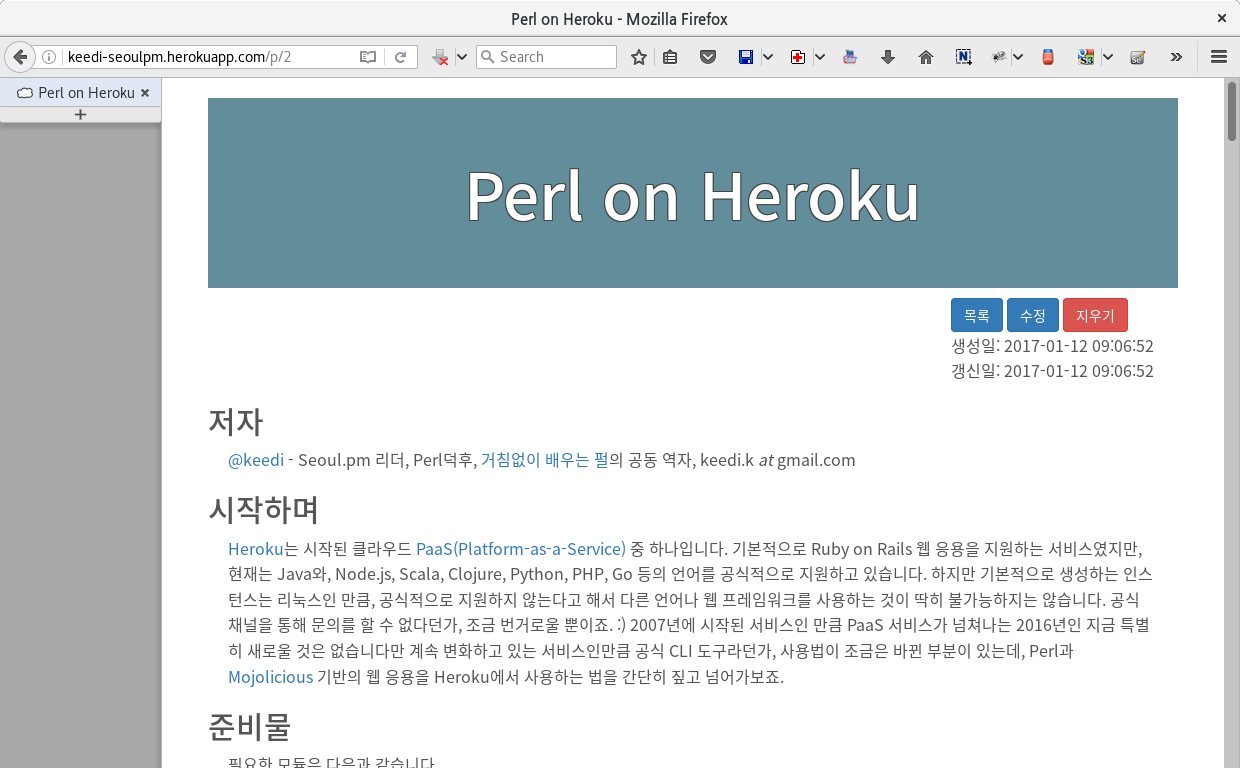 Perl on Heroku - Mozilla Firefox
keedi-seoulpm.herokuapp.com/p/2
Search
Perl on Heroku
Perl on Heroku
목록 수정 지우기
생성일: 2017-01-12 09:06:52
갱신일: 2017-01-12 09:06:52
저자
@keedi - Seoul.pm 리더, Perl덕후, 거침없이 배우는 펄의 공동 역자, keedi.k at gmail.com
시작하며
Heroku는 시작된 클라우드 PaaS(Platform-as-a-Service) 중 하나입니다. 기본적으로 Ruby on Rails 웹 응용을 지원하는 서비스였지만,
현재는 Java와, Node.js, Scala, Clojure, Python, PHP, Go 등의 언어를 공식적으로 지원하고 있습니다. 하지만 기본적으로 생성하는 인스
턴스는 리눅스인 만큼, 공식적으로 지원하지 않는다고 해서 다른 언어나 웹 프레임워크를 사용하는 것이 딱히 불가능하지는 않습니다. 공식
채널을 통해 문의를 할 수 없다던가, 조금 번거로울 뿐이죠. :) 2007년에 시작된 서비스인 만큼 PaaS 서비스가 넘쳐나는 2016년인 지금 특별
히 새로울 것은 없습니다만 계속 변화하고 있는 서비스인만큼 공식 CLI 도구라던가, 사용법이 조금은 바뀐 부분이 있는데, Perl과
Mojolicious 기반의 웹 응용을 Heroku에서 사용하는 법을 간단히 짚고 넘어가보죠.
준비물
필요한 모듈은 다음과 같습니다